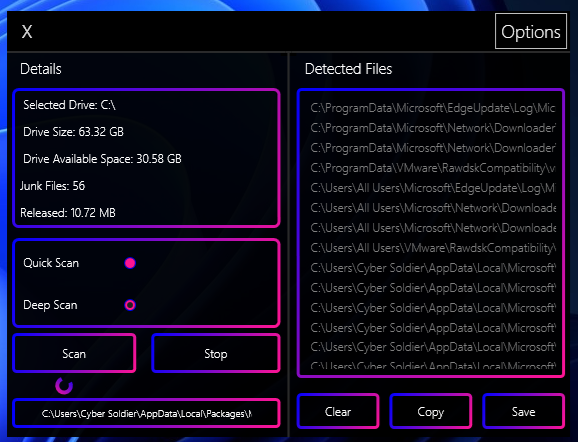 X
Options
Details
Selected Drive: C:\
Drive Size: 63.32 GB
Drive Available Space: 30.58 GB
Junk Files: 56
Released: 10.72 MB
Quick Scan
Deep Scan
Scan
Stop
C:\Users\Cyber Soldier\AppData\Local\Packages\
Detected Files
C:\ProgramData\Microsoft\EdgeUpdate\Log\Mic
C:\ProgramData\Microsoft\Network\Downloader\
C:\ProgramData\Microsoft\Network\Downloader\
C:\ProgramData\VMware\RawdskCompatibility\v
C:\Users\All Users\Microsoft\EdgeUpdate\Log\Mi
C:\Users\All Users\Microsoft\Network\Downloade
C:\Users\All Users\Microsoft\Network\Downloade
C:\Users\All Users\VMware\RawdskCompatibility\
C:\Users\Cyber Soldier\AppData\Local\Microsoft\
C:\Users\Cyber Soldier\AppData\Local\Microsoft\
C:\Users\Cyber Soldier\AppData\Local\Microsoft\
C:\Users\Cyber Soldier\AppData\Local\Microsoft\
C:\Users\Cyber Soldier\AppData\Local\Microsoft\
C:\Users\Cyber Soldier\AppData\Local\Microsoft\
Clear
Copy
Save